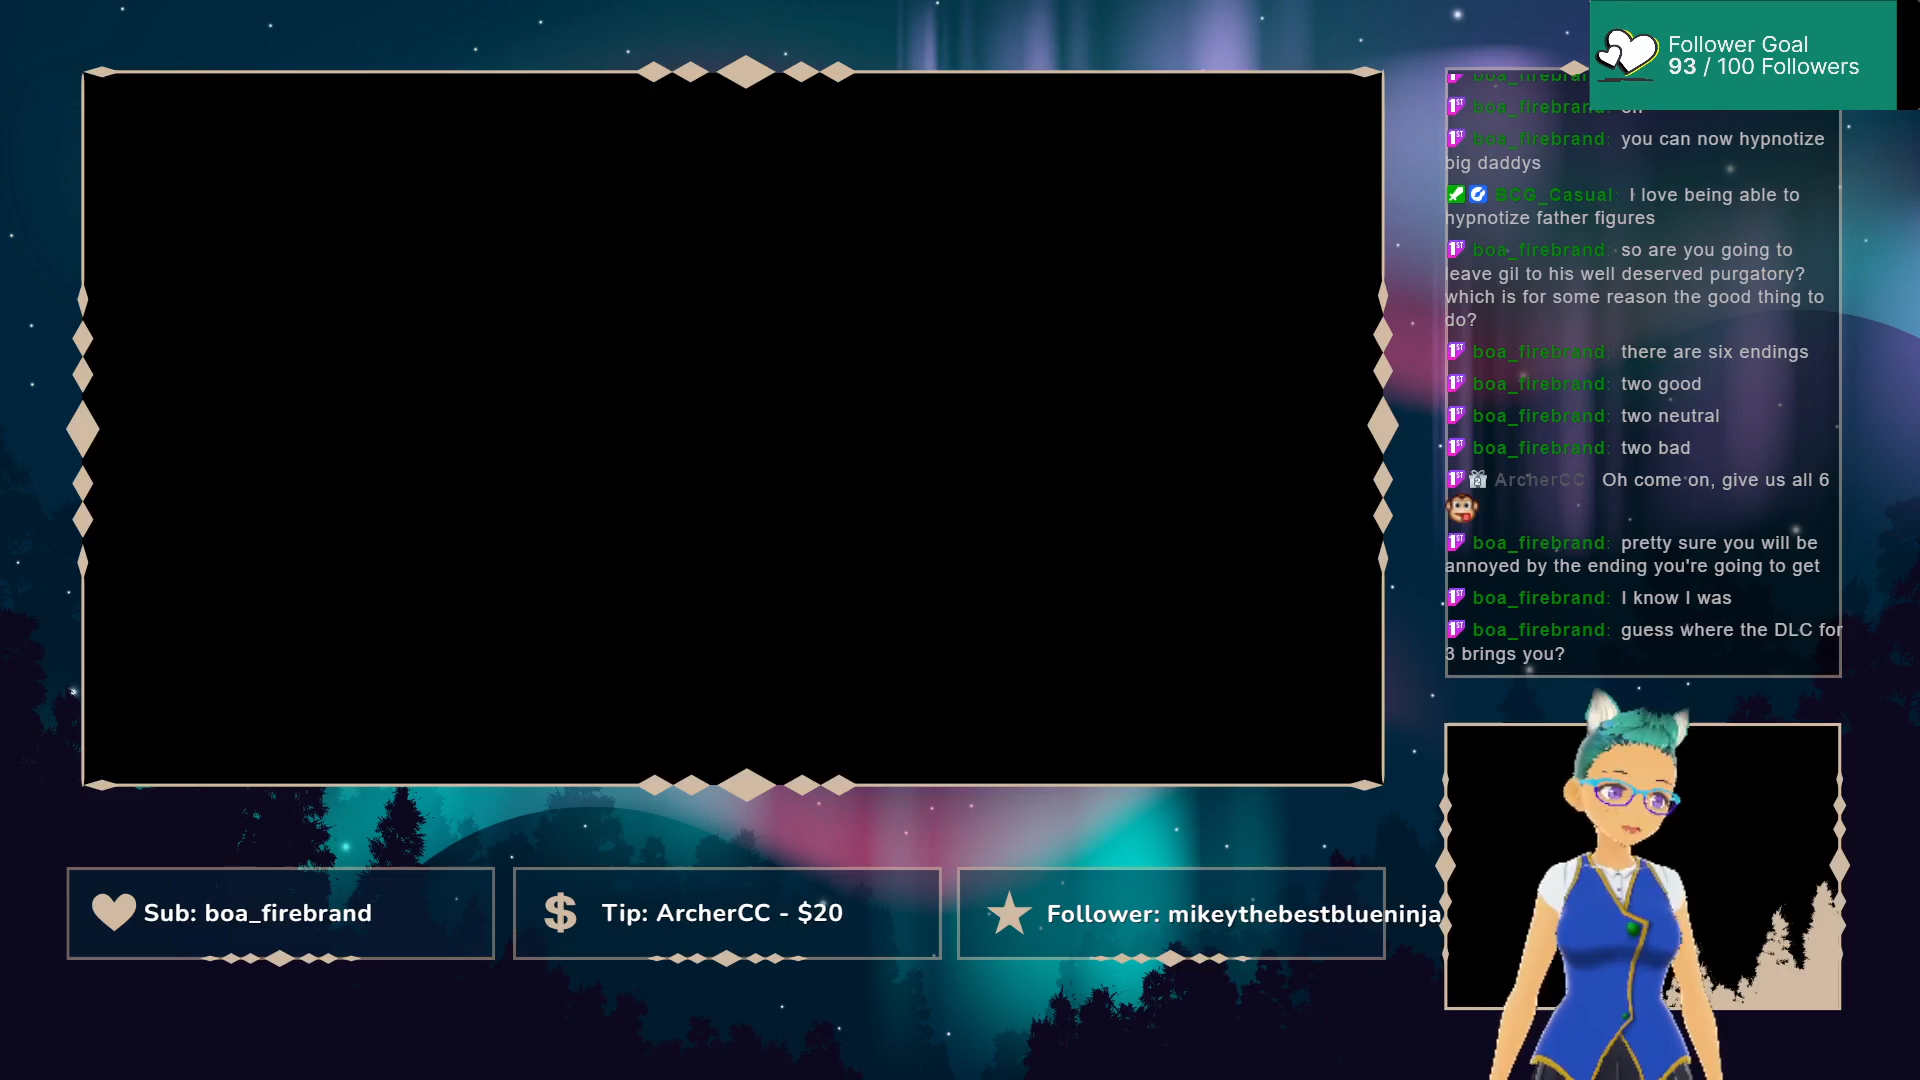 Follower Goal
93 / 100 Followers
boa_firebrand:
boa_firebrand: oh
boa_firebrand: you can now hypnotize
big daddys
BCG_Casual: I love being able to
hypnotize father figures
boa_firebrand: so are you going to
leave gil to his well deserved purgatory?
which is for some reason the good thing to
do?
boa_firebrand: there are six endings
boa_firebrand: two good
boa_firebrand: two neutral
boa_firebrand: two bad
ArcherCC: Oh come on, give us all 6
boa_firebrand: pretty sure you will be
annoyed by the ending you're going to get
boa_firebrand: I know I was
boa_firebrand: guess where the DLC for
3 brings you?
Sub: boa_firebrand
Tip: ArcherCC - $20
Follower: mikeythebestblueninja